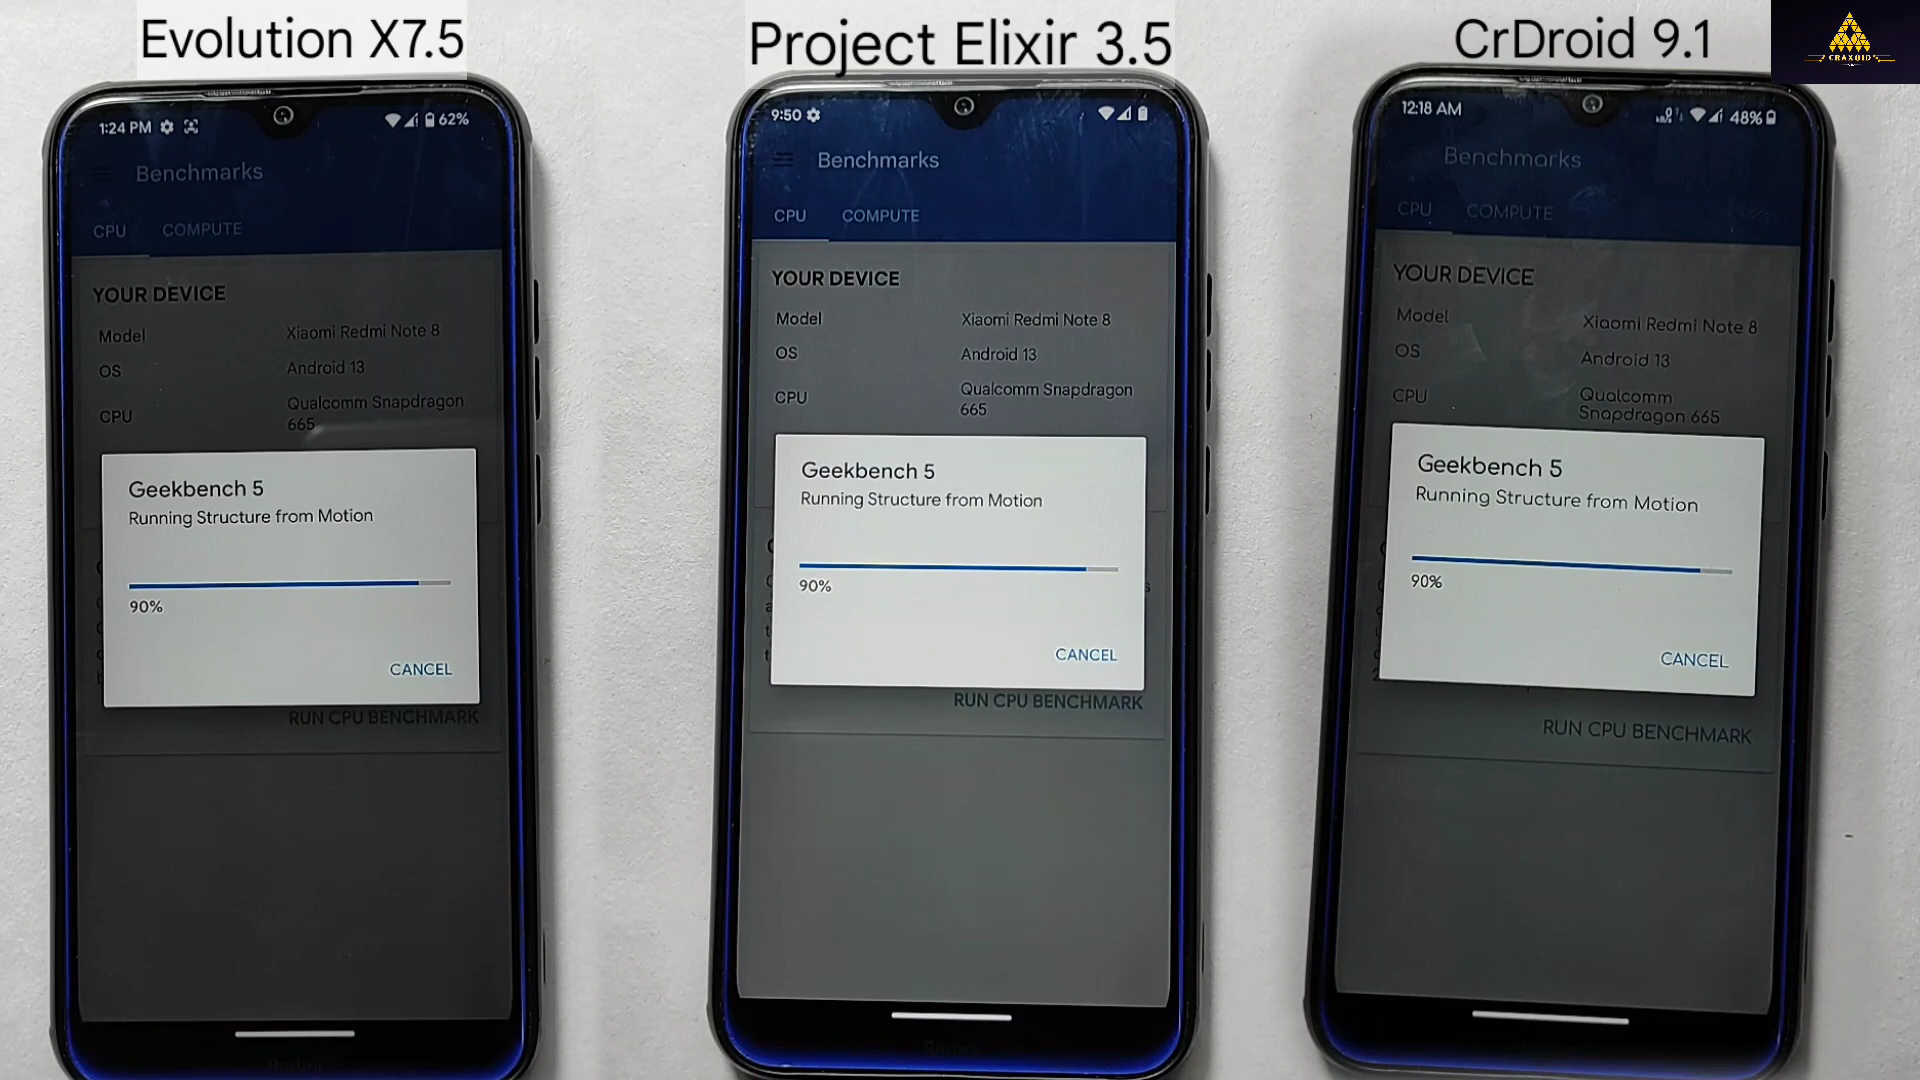 Evolution X7.5
1:24 PM
62%
Benchmarks
CPU
COMPUTE
YOUR DEVICE
Model
Xiaomi Redmi Note 8
OS
Android 13
CPU
Qualcomm Snapdragon
665
Geekbench 5
Running Structure from Motion
90%
CANCEL
RUN CPU BENCHMARK
Redmi
Project Elixir 3.5
9:50
Benchmarks
CPU
COMPUTE
YOUR DEVICE
Model
Xiaomi Redmi Note 8
OS
Android 13
CPU
Qualcomm Snapdragon
665
Geekbench 5
Running Structure from Motion
90%
CANCEL
RUN CPU BENCHMARK
Redmi
CrDroid 9.1
12:18 AM
48%
Benchmarks
CPU
COMPUTE
YOUR DEVICE
Model
Xiaomi Redmi Note 8
OS
Android 13
CPU
Qualcomm
Snapdragon 665
Geekbench 5
Running Structure from Motion
90%
CANCEL
RUN CPU BENCHMARK
CRAXOID